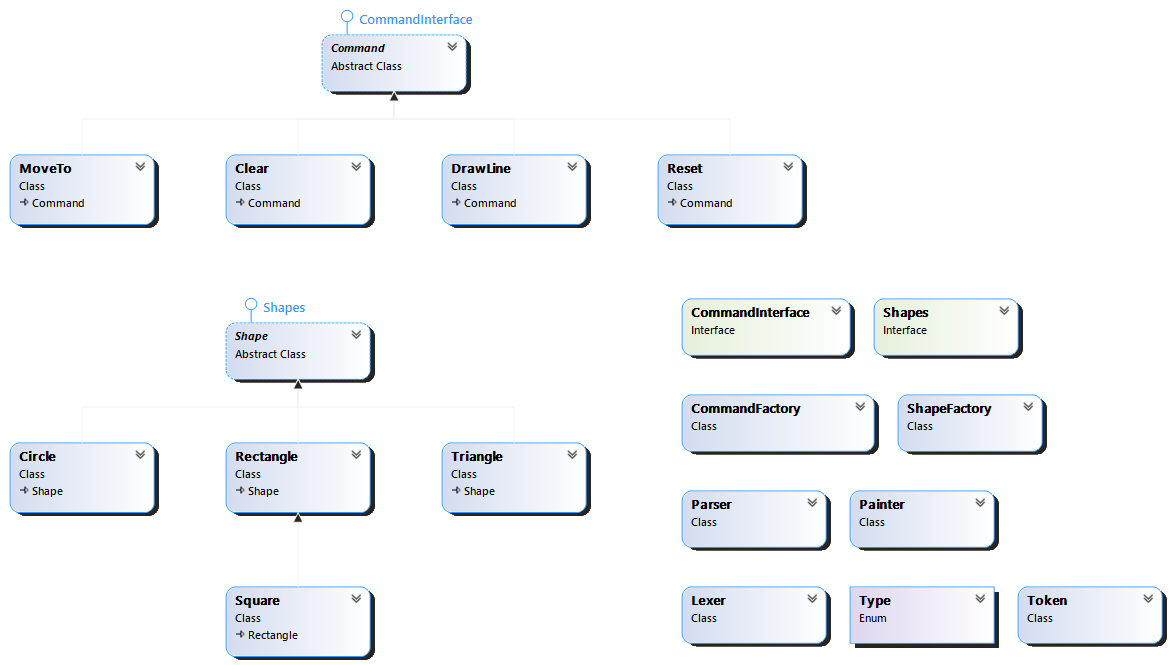 CommandInterface
Command
Abstract Class
MoveTo
Class
Command
Clear
Class
Command
DrawLine
Class
Command
Reset
Class
Command
Shapes
Shape
Abstract Class
CommandInterface
Interface
Shapes
Interface
CommandFactory
Class
ShapeFactory
Class
Circle
Class
Shape
Rectangle
Class
Shape
Triangle
Class
Shape
Parser
Class
Painter
Class
Square
Class
Rectangle
Lexer
Class
Type
Enum
Token
Class